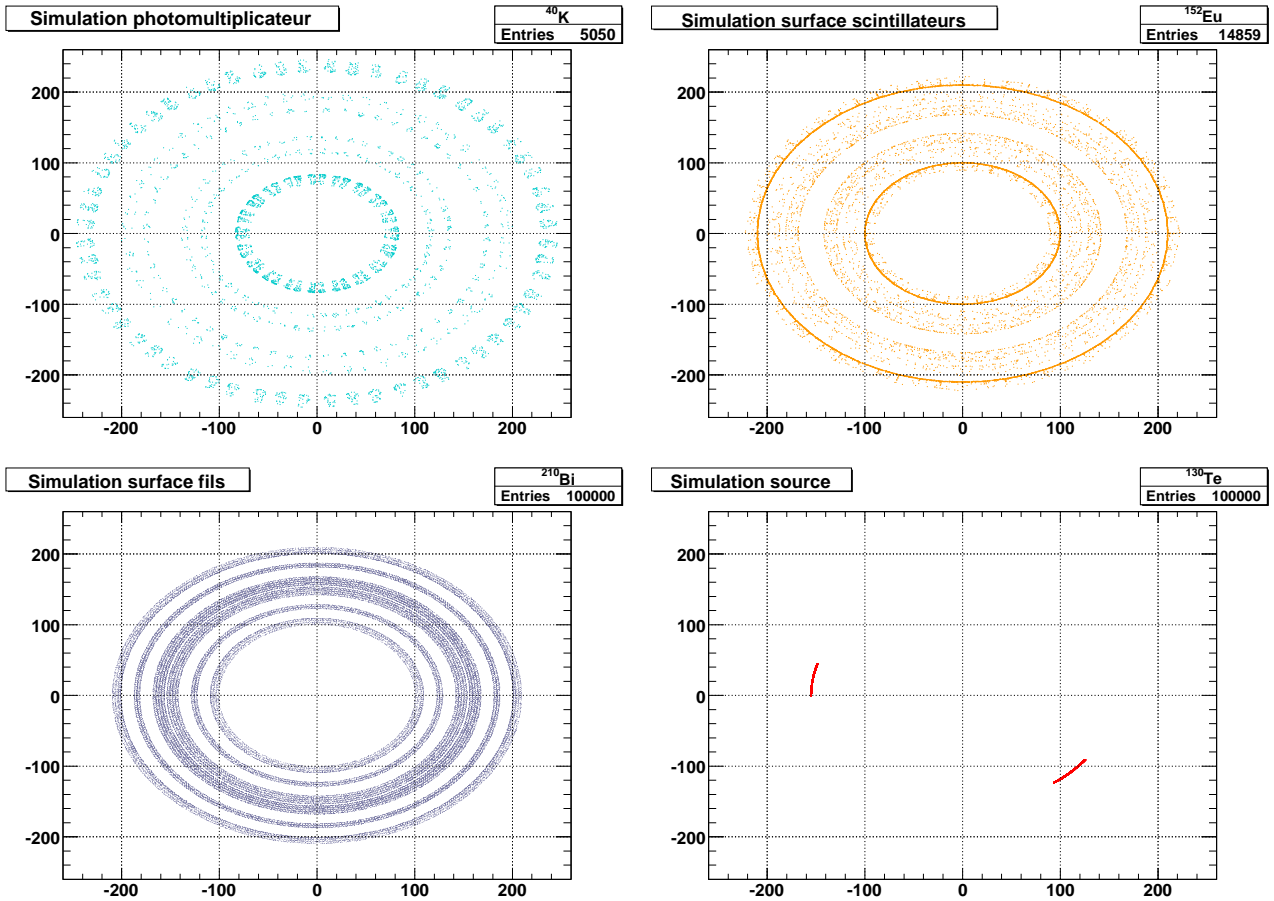 Simulation photomultiplicateur
⁴⁰K
Entries 5050
200
100
0
-100
-200
-200 -100 0 100 200
Simulation surface scintillateurs
¹⁵²Eu
Entries 14859
200
100
0
-100
-200
-200 -100 0 100 200
Simulation surface fils
²¹⁰Bi
Entries 100000
200
100
0
-100
-200
-200 -100 0 100 200
Simulation source
¹³⁰Te
Entries 100000
200
100
0
-100
-200
-200 -100 0 100 200